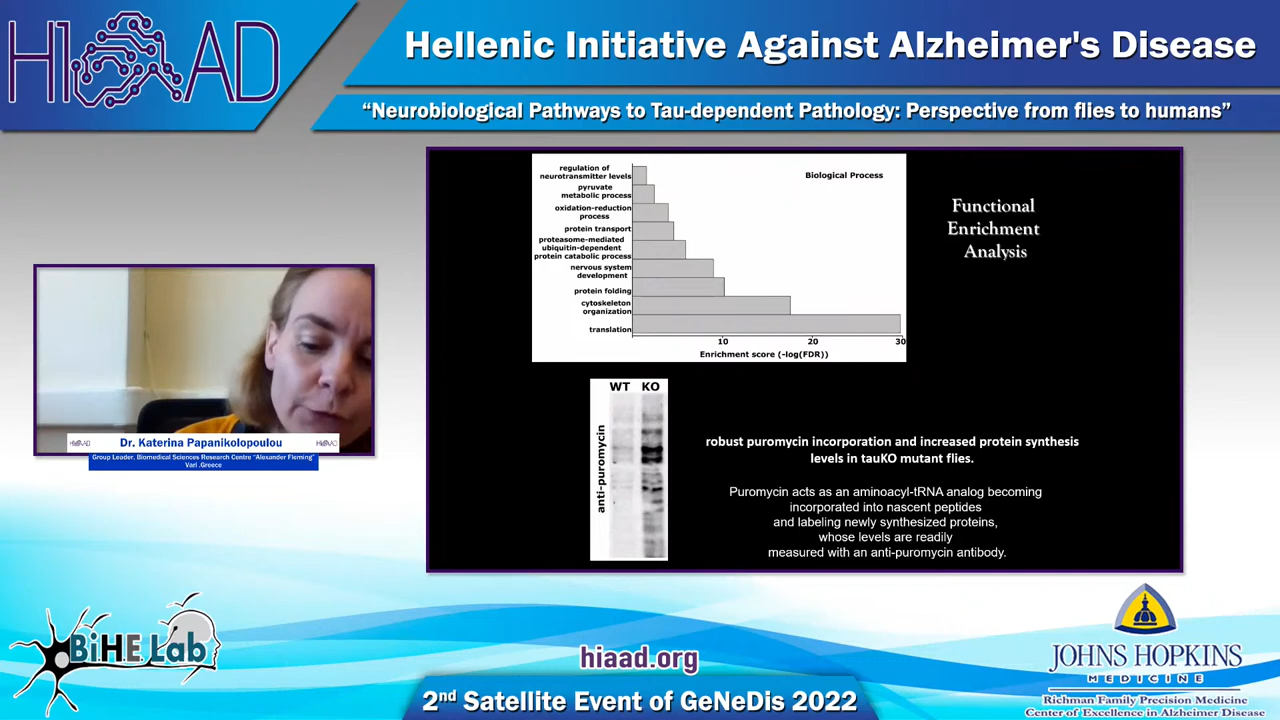 HIAAD
Hellenic Initiative Against Alzheimer's Disease
“Neurobiological Pathways to Tau-dependent Pathology: Perspective from flies to humans”
regulation of
neurotransmitter levels
pyruvate
metabolic process
oxidation-reduction
process
protein transport
proteasome-mediated
ubiquitin-dependent
protein catabolic process
nervous system
development
protein folding
cytoskeleton
organization
translation
Biological Process
10 20 30
Enrichment score (-log(FDR))
Functional
Enrichment
Analysis
WT KO
anti-puromycin
robust puromycin incorporation and increased protein synthesis
levels in tauKO mutant flies.
Puromycin acts as an aminoacyl-tRNA analog becoming
incorporated into nascent peptides
and labeling newly synthesized proteins,
whose levels are readily
measured with an anti-puromycin antibody.
HIAAD
Dr. Katerina Papanikolopoulou
HIAAD
Group Leader, Biomedical Sciences Research Centre "Alexander Fleming"
Vari ,Greece
BiHE Lab
hiaad.org
2nd Satellite Event of GeNeDis 2022
JOHNS HOPKINS
MEDICINE
Richman Family Precision Medicine
Center of Excellence in Alzheimer Disease